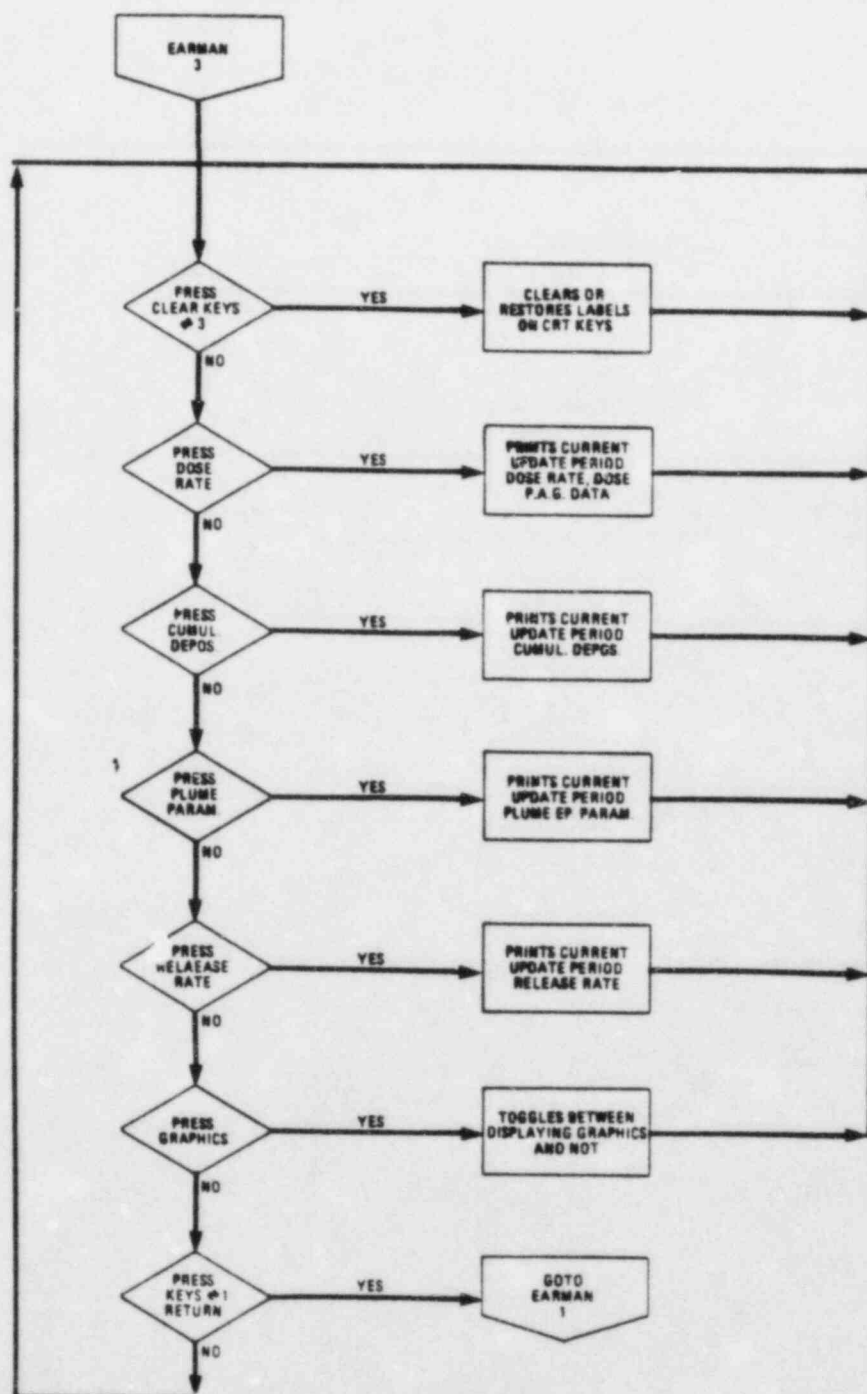 EARMAN
3
PRESS
CLEAR KEYS
# 3
YES
CLEARS OR
RESTORES LABELS
ON CRT KEYS
NO
PRESS
DOSE
RATE
YES
PRINTS CURRENT
UPDATE PERIOD
DOSE RATE, DOSE
P.A.G. DATA
NO
PRESS
CUMUL.
DEPOS.
YES
PRINTS CURRENT
UPDATE PERIOD
CUMUL. DEPOS.
NO
PRESS
PLUME
PARAM.
YES
PRINTS CURRENT
UPDATE PERIOD
PLUME EP PARAM.
NO
PRESS
RELAEASE
RATE
YES
PRINTS CURRENT
UPDATE PERIOD
RELEASE RATE
NO
PRESS
GRAPHICS
YES
TOGGLES BETWEEN
DISPLAYING GRAPHICS
AND NOT
NO
PRESS
KEYS #1
RETURN
YES
GOTO
EARMAN
1
NO